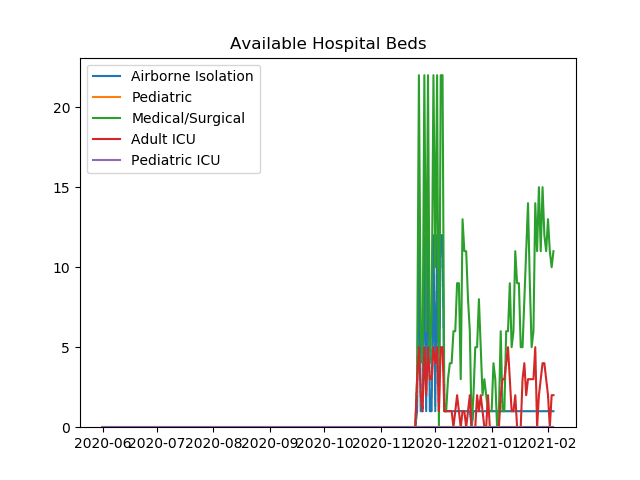 Available Hospital Beds
Airborne Isolation
Pediatric
Medical/Surgical
Adult ICU
Pediatric ICU
20
15
10
5
0
2020-06 2020-07 2020-08 2020-09 2020-10 2020-11 2020-12 2021-01 2021-02